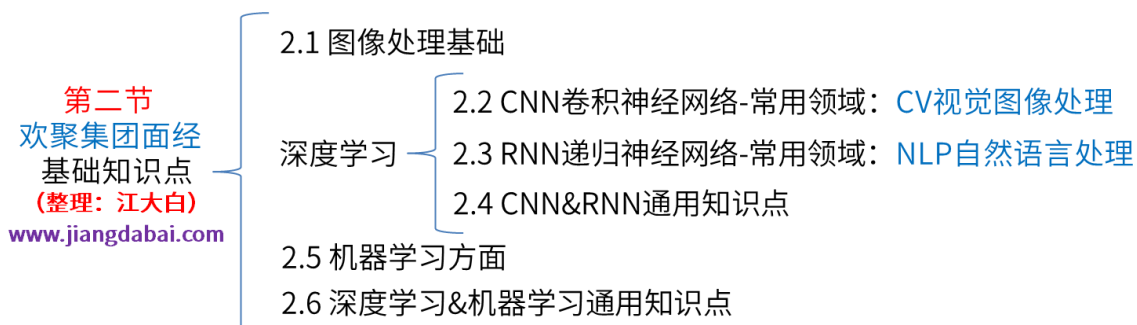 第二节
欢聚集团面经
基础知识点
（整理：江大白）
www.jiangdabai.com
2.1 图像处理基础
深度学习
2.2 CNN卷积神经网络-常用领域：CV视觉图像处理
2.3 RNN递归神经网络-常用领域：NLP自然语言处理
2.4 CNN&RNN通用知识点
2.5 机器学习方面
2.6 深度学习&机器学习通用知识点